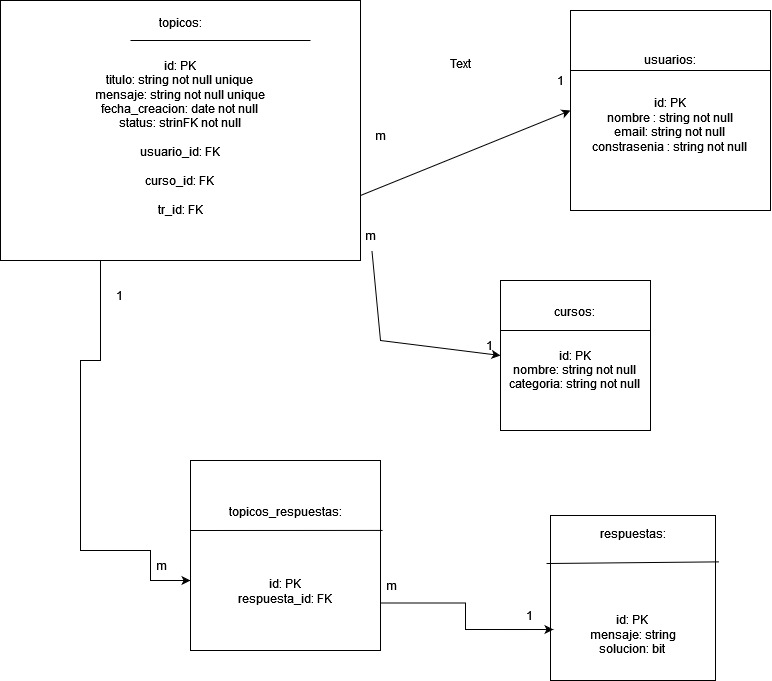 topicos:
id: PK
titulo: string not null unique
mensaje: string not null unique
fecha_creacion: date not null
status: strinFK not null
usuario_id: FK
curso_id: FK
tr_id: FK
Text
usuarios:
id: PK
nombre : string not null
email: string not null
constrasenia : string not null
1
m
m
1
cursos:
id: PK
nombre: string not null
categoria: string not null
1
topicos_respuestas:
id: PK
respuesta_id: FK
m
m
1
respuestas:
id: PK
mensaje: string
solucion: bit